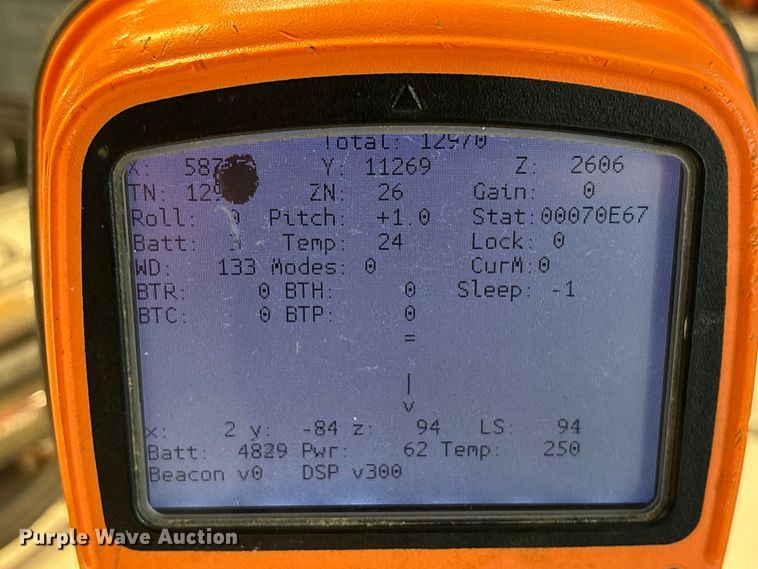 Total: 12970
X: Y: 11269 Z: 2606
TN: ZN: 26 Gain: 0
Roll: Pitch: +1.0 Stat:00070E67
Batt: Temp: 24 Lock: 0
WD: 133 Modes: 0 CurM:0
BTR: 0 BTH: 0 Sleep: -1
BTC: 0 BTP: 0
=
|
v
x: 2 y: -84 z: 94 LS: 94
Batt: 4829 Pwr: 62 Temp: 250
Beacon v0 DSP v300
Purple Wave Auction